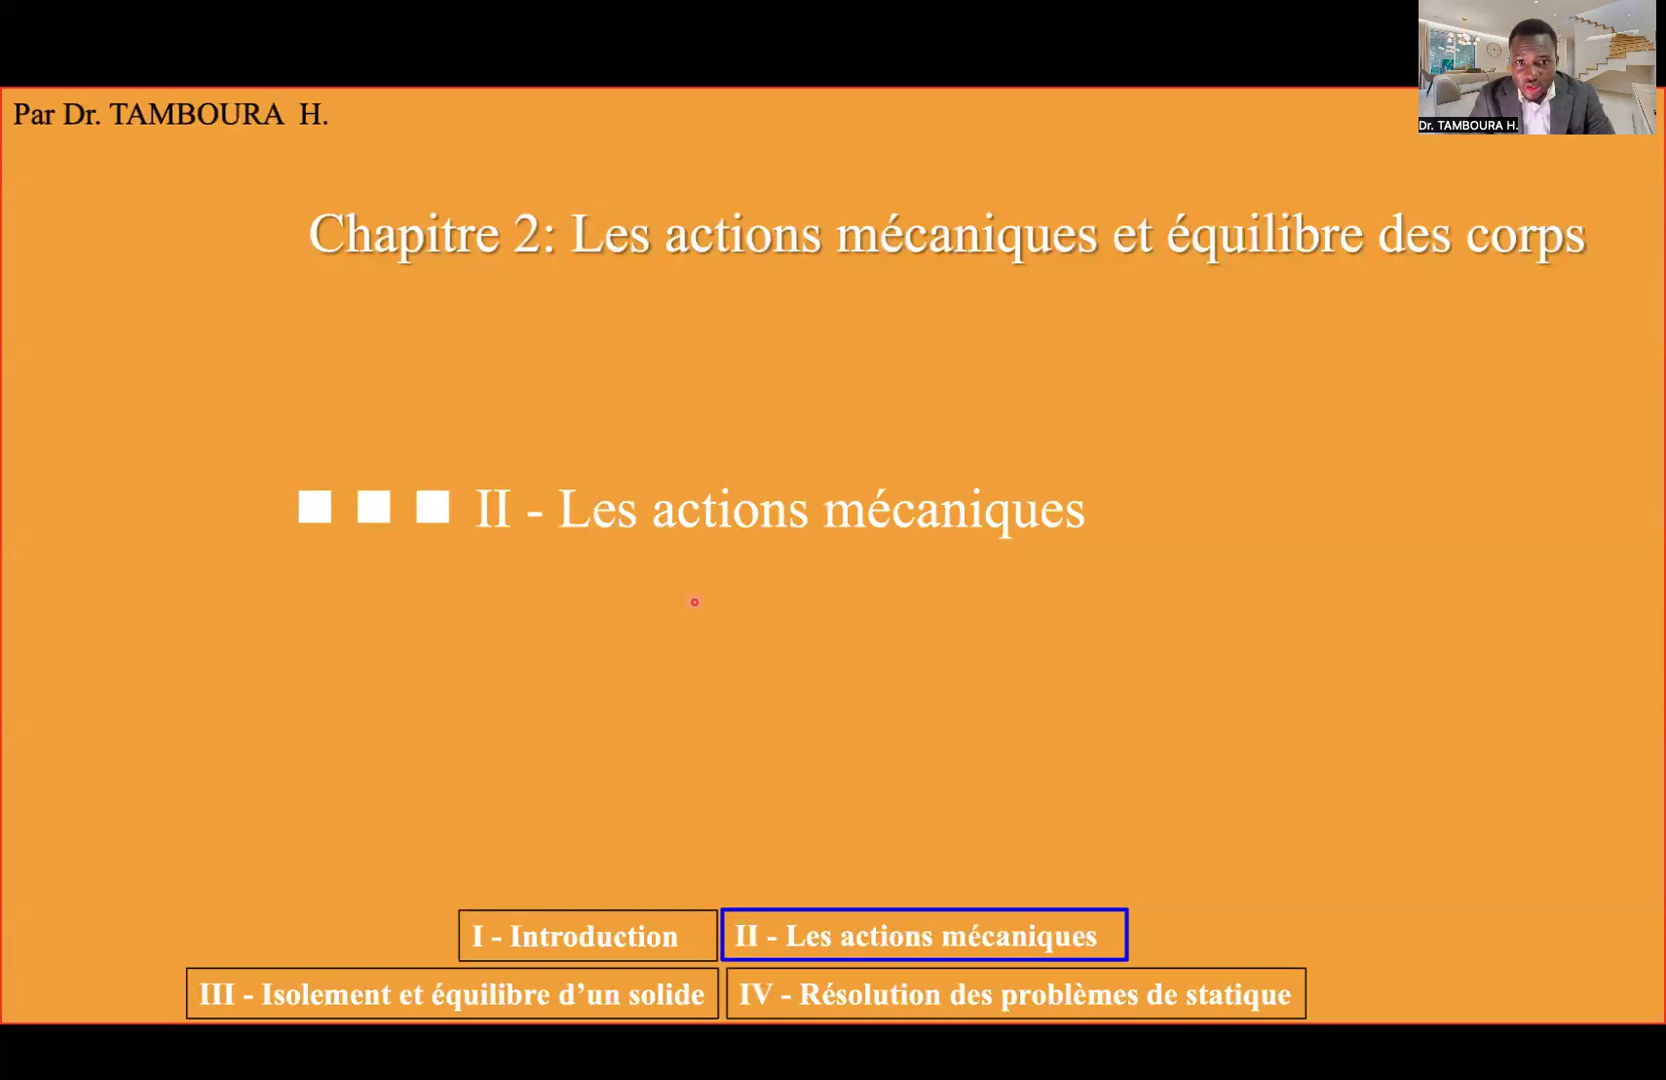 Par Dr. TAMBOURA H.
Dr. TAMBOURA H.
Chapitre 2: Les actions mécaniques et équilibre des corps
II - Les actions mécaniques
I - Introduction
II - Les actions mécaniques
III - Isolement et équilibre d’un solide
IV - Résolution des problèmes de statique